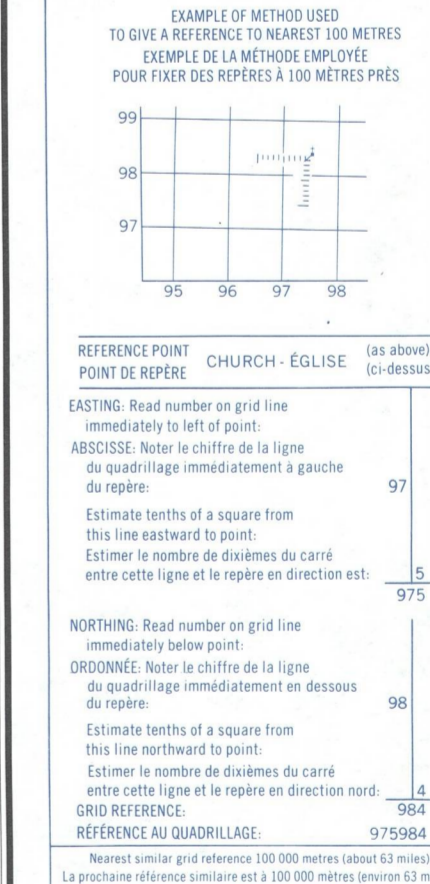 EXAMPLE OF METHOD USED
TO GIVE A REFERENCE TO NEAREST 100 METRES
EXEMPLE DE LA MÉTHODE EMPLOYÉE
POUR FIXER DES REPÈRES À 100 MÈTRES PRÈS
99
98
97
95 96 97 98
REFERENCE POINT
POINT DE REPÈRE
CHURCH - ÉGLISE
(as above)
(ci-dessus
EASTING: Read number on grid line
immediately to left of point:
ABSCISSE: Noter le chiffre de la ligne
du quadrillage immédiatement à gauche
du repère: 97
Estimate tenths of a square from
this line eastward to point:
Estimer le nombre de dixièmes du carré
entre cette ligne et le repère en direction est: 5
975
NORTHING: Read number on grid line
immediately below point:
ORDONNÉE: Noter le chiffre de la ligne
du quadrillage immédiatement en dessous
du repère: 98
Estimate tenths of a square from
this line northward to point:
Estimer le nombre de dixièmes du carré
entre cette ligne et le repère en direction nord: 4
GRID REFERENCE: 984
RÉFÉRENCE AU QUADRILLAGE: 975984
Nearest similar grid reference 100 000 metres (about 63 miles)
La prochaine référence similaire est à 100 000 mètres (environ 63 m